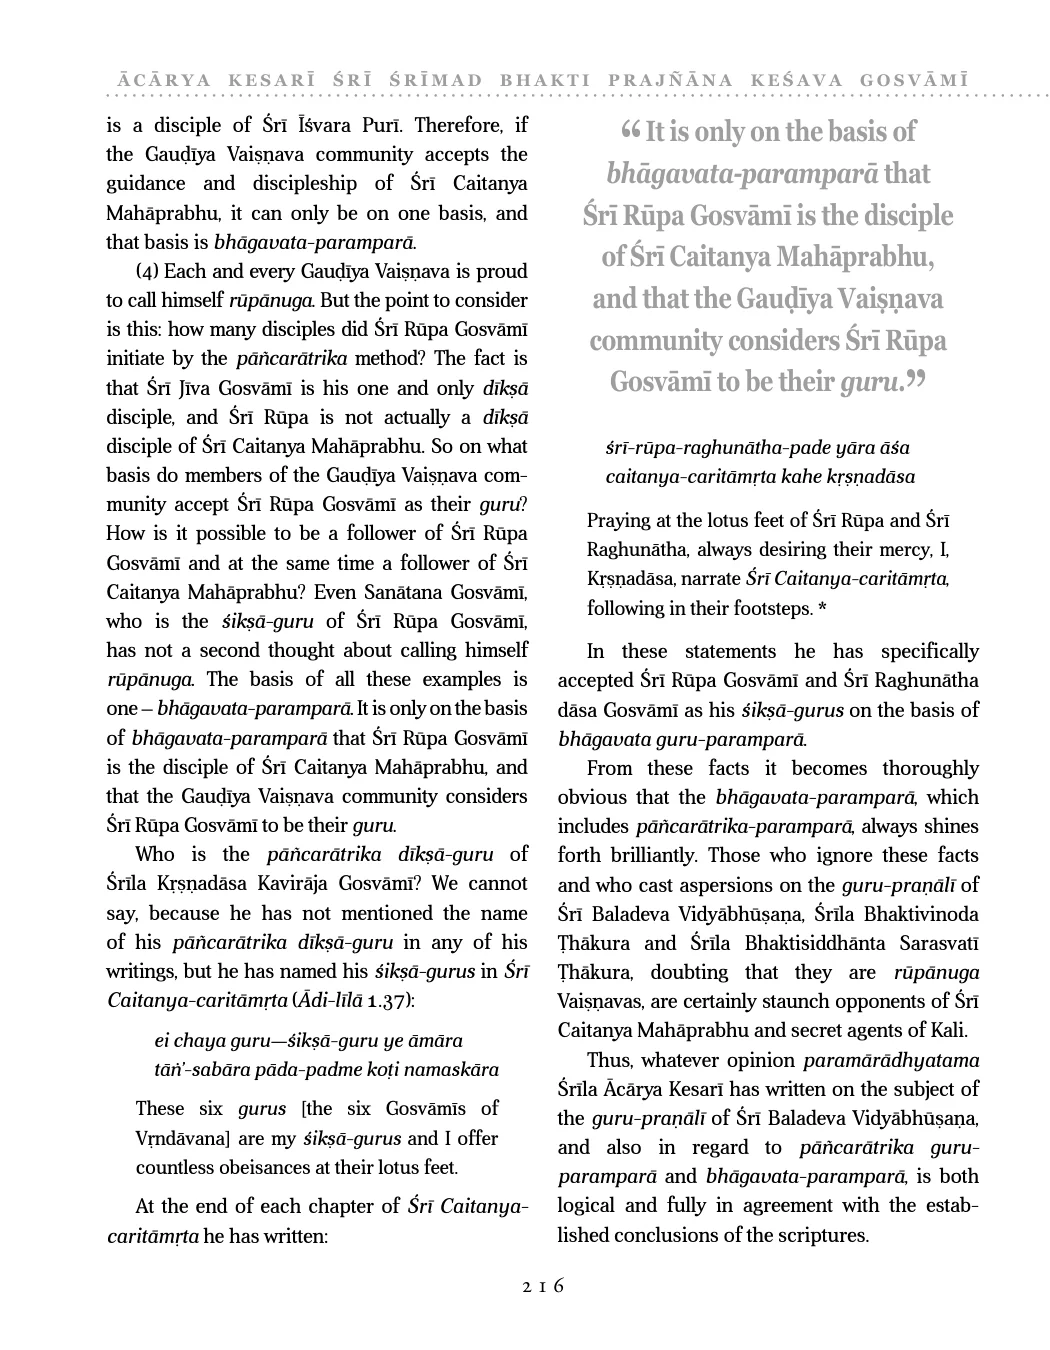 ĀCĀRYA KESARĪ ŚRĪ ŚRĪMAD BHAKTI PRAJÑĀNA KEŚAVA GOSVĀMĪ
is a disciple of Śrī Īśvara Purī. Therefore, if
the Gauḍīya Vaiṣṇava community accepts the
guidance and discipleship of Śrī Caitanya
Mahāprabhu, it can only be on one basis, and
that basis is bhāgavata-paramparā.
(4) Each and every Gauḍīya Vaiṣṇava is proud
to call himself rūpānuga. But the point to consider
is this: how many disciples did Śrī Rūpa Gosvāmī
initiate by the pāñcarātrika method? The fact is
that Śrī Jīva Gosvāmī is his one and only dīkṣā
disciple, and Śrī Rūpa is not actually a dīkṣā
disciple of Śrī Caitanya Mahāprabhu. So on what
basis do members of the Gauḍīya Vaiṣṇava com-
munity accept Śrī Rūpa Gosvāmī as their guru?
How is it possible to be a follower of Śrī Rūpa
Gosvāmī and at the same time a follower of Śrī
Caitanya Mahāprabhu? Even Sanātana Gosvāmī,
who is the śikṣā-guru of Śrī Rūpa Gosvāmī,
has not a second thought about calling himself
rūpānuga. The basis of all these examples is
one – bhāgavata-paramparā. It is only on the basis
of bhāgavata-paramparā that Śrī Rūpa Gosvāmī
is the disciple of Śrī Caitanya Mahāprabhu, and
that the Gauḍīya Vaiṣṇava community considers
Śrī Rūpa Gosvāmī to be their guru.
Who is the pāñcarātrika dīkṣā-guru of
Śrīla Kṛṣṇadāsa Kavirāja Gosvāmī? We cannot
say, because he has not mentioned the name
of his pāñcarātrika dīkṣā-guru in any of his
writings, but he has named his śikṣā-gurus in Śrī
Caitanya-caritāmṛta (Ādi-līlā 1.37):
ei chaya guru—śikṣā-guru ye āmāra
tāṅ'-sabāra pāda-padme koṭi namaskāra
These six gurus [the six Gosvāmīs of
Vṛndāvana] are my śikṣā-gurus and I offer
countless obeisances at their lotus feet.
At the end of each chapter of Śrī Caitanya-
caritāmṛta he has written:
“It is only on the basis of
bhāgavata-paramparā that
Śrī Rūpa Gosvāmī is the disciple
of Śrī Caitanya Mahāprabhu,
and that the Gauḍīya Vaiṣṇava
community considers Śrī Rūpa
Gosvāmī to be their guru.”
śrī-rūpa-raghunātha-pade yāra āśa
caitanya-caritāmṛta kahe kṛṣṇadāsa
Praying at the lotus feet of Śrī Rūpa and Śrī
Raghunātha, always desiring their mercy, I,
Kṛṣṇadāsa, narrate Śrī Caitanya-caritāmṛta,
following in their footsteps. *
In these statements he has specifically
accepted Śrī Rūpa Gosvāmī and Śrī Raghunātha
dāsa Gosvāmī as his śikṣā-gurus on the basis of
bhāgavata guru-paramparā.
From these facts it becomes thoroughly
obvious that the bhāgavata-paramparā, which
includes pāñcarātrika-paramparā, always shines
forth brilliantly. Those who ignore these facts
and who cast aspersions on the guru-praṇālī of
Śrī Baladeva Vidyābhūṣaṇa, Śrīla Bhaktivinoda
Ṭhākura and Śrīla Bhaktisiddhānta Sarasvatī
Ṭhākura, doubting that they are rūpānuga
Vaiṣṇavas, are certainly staunch opponents of Śrī
Caitanya Mahāprabhu and secret agents of Kali.
Thus, whatever opinion paramārādhyatama
Śrīla Ācārya Kesarī has written on the subject of
the guru-praṇālī of Śrī Baladeva Vidyābhūṣaṇa,
and also in regard to pāñcarātrika guru-
paramparā and bhāgavata-paramparā, is both
logical and fully in agreement with the estab-
lished conclusions of the scriptures.
216